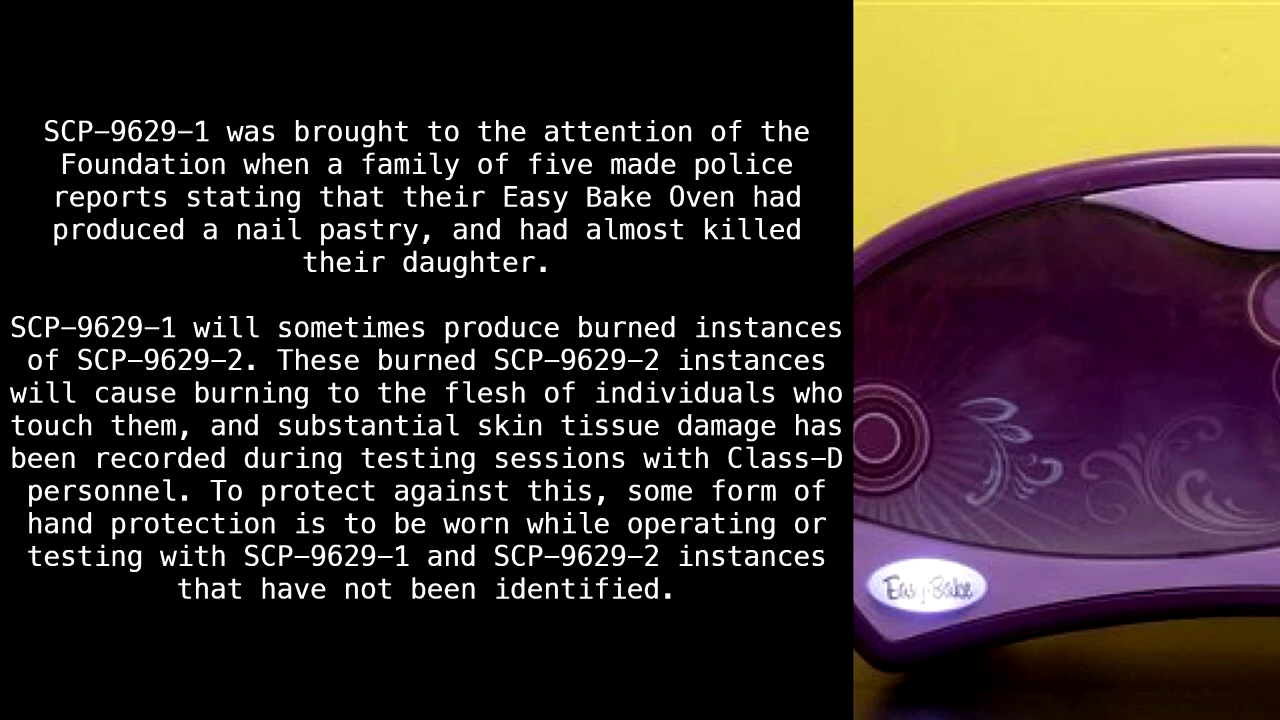 SCP-9629-1 was brought to the attention of the
Foundation when a family of five made police
reports stating that their Easy Bake Oven had
produced a nail pastry, and had almost killed
their daughter.
SCP-9629-1 will sometimes produce burned instances
of SCP-9629-2. These burned SCP-9629-2 instances
will cause burning to the flesh of individuals who
touch them, and substantial skin tissue damage has
been recorded during testing sessions with Class-D
personnel. To protect against this, some form of
hand protection is to be worn while operating or
testing with SCP-9629-1 and SCP-9629-2 instances
that have not been identified.
Easy-Bake